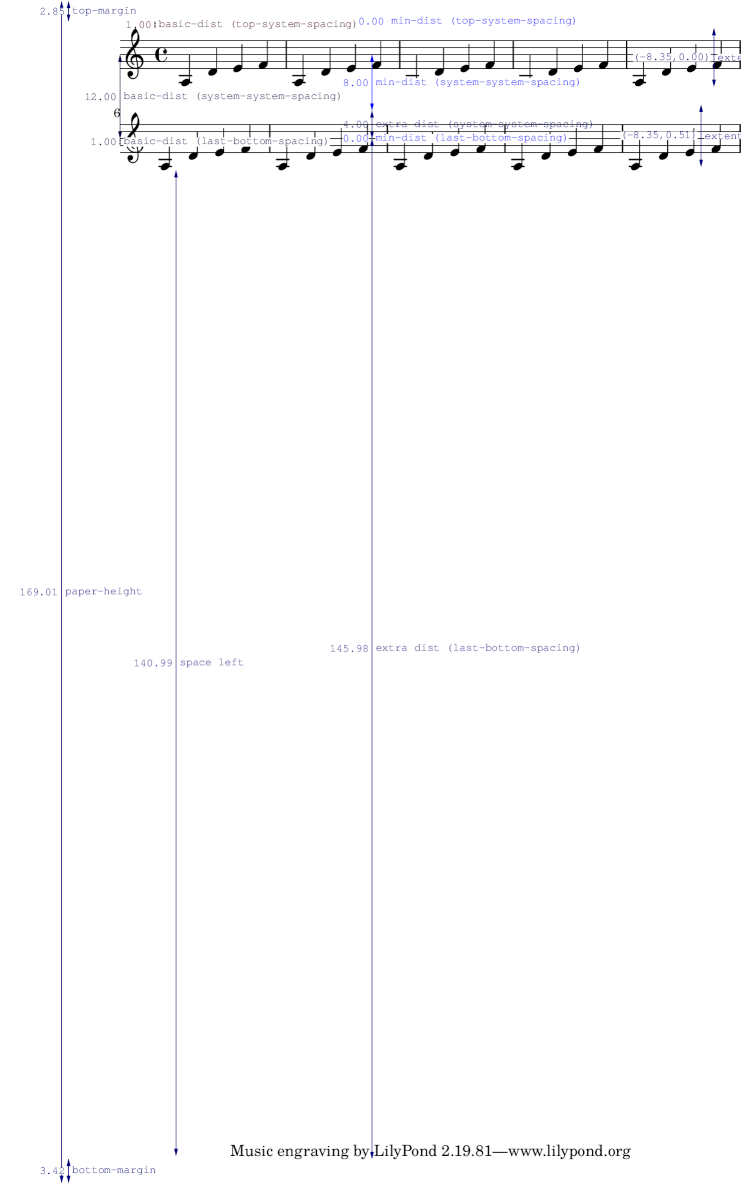 2.85 top-margin
1.00 basic-dist (top-system-spacing)
0.00 min-dist (top-system-spacing)
(-8.35,0.00) exte
8.00 min-dist (system-system-spacing)
12.00 basic-dist (system-system-spacing)
6
4.00 extra dist (system-system-spacing)
1.00 basic-dist (last-bottom-spacing)
0.00 min-dist (last-bottom-spacing)
(-8.35,0.51) extent
169.01 paper-height
145.98 extra dist (last-bottom-spacing)
140.99 space left
Music engraving by LilyPond 2.19.81—www.lilypond.org
3.42 bottom-margin